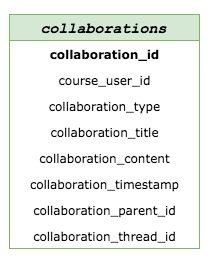 collaborations
collaboration_id
course_user_id
collaboration_type
collaboration_title
collaboration_content
collaboration_timestamp
collaboration_parent_id
collaboration_thread_id